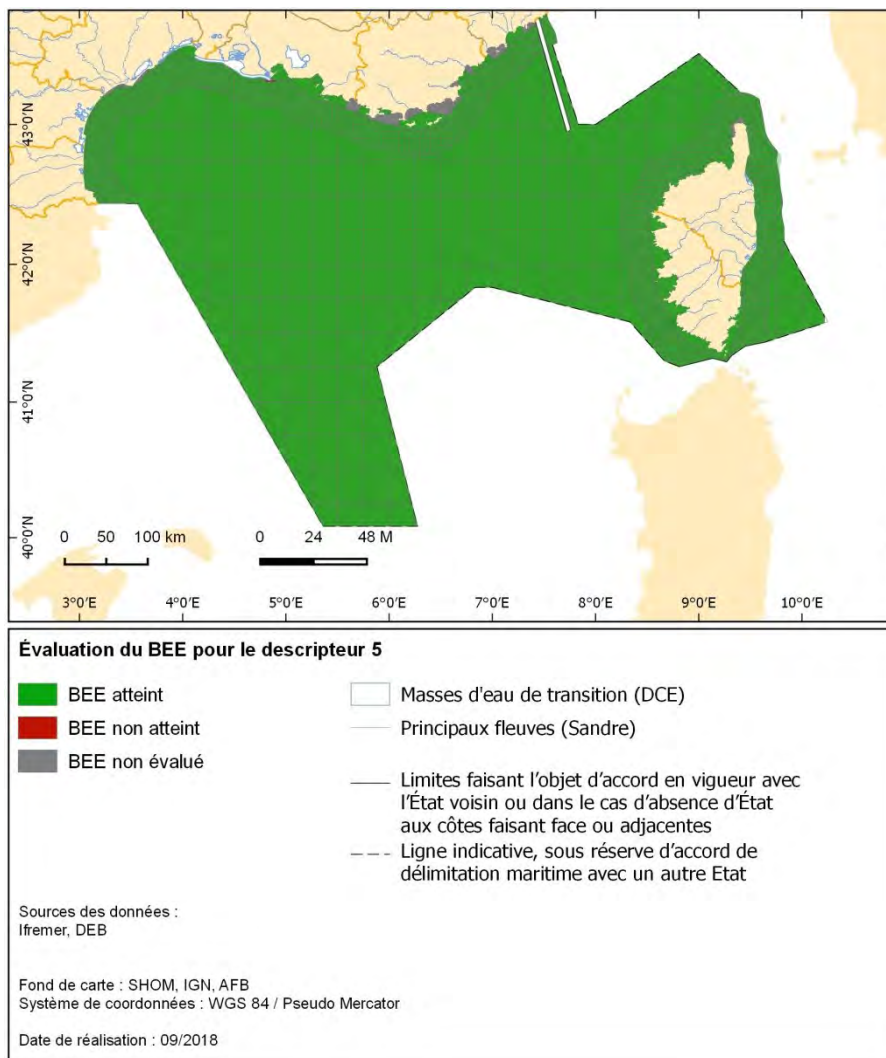 43°0'N
42°0'N
41°0'N
40°0'N
0 50 100 km
0 24 48 M
3°0'E 4°0'E 5°0'E 6°0'E 7°0'E 8°0'E 9°0'E 10°0'E
Évaluation du BEE pour le descripteur 5
BEE atteint
BEE non atteint
BEE non évalué
Masses d'eau de transition (DCE)
Principaux fleuves (Sandre)
Limites faisant l'objet d'accord en vigueur avec
l'État voisin ou dans le cas d'absence d'État
aux côtes faisant face ou adjacentes
Ligne indicative, sous réserve d'accord de
délimitation maritime avec un autre Etat
Sources des données :
Ifremer, DEB
Fond de carte : SHOM, IGN, AFB
Système de coordonnées : WGS 84 / Pseudo Mercator
Date de réalisation : 09/2018